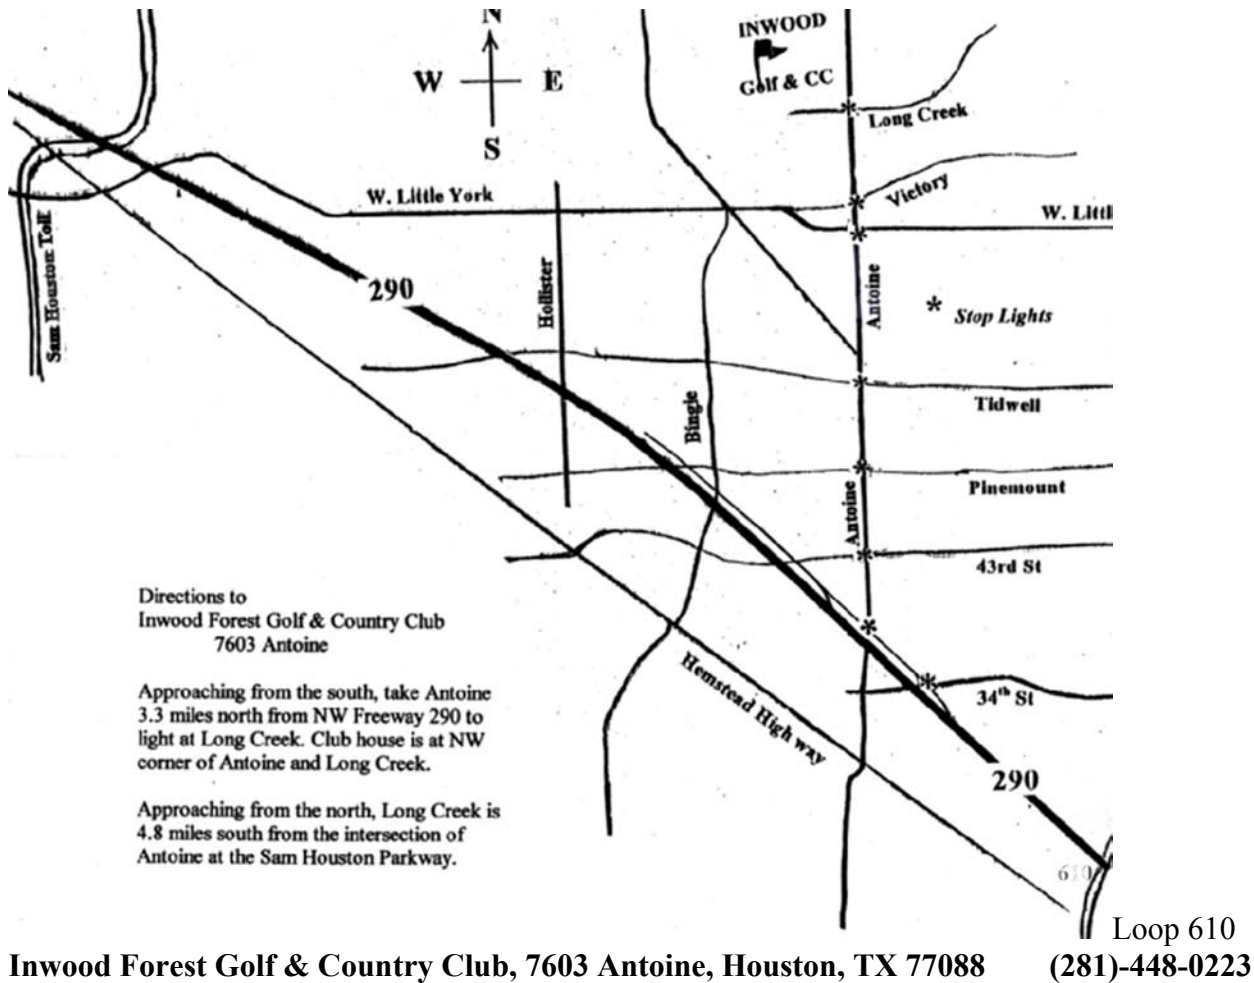 N
W E
S
INWOOD
Golf & CC
Long Creek
Victory
W. Little York
W. Littl
Sam Houston Toll
290
Hollister
Antoine
* Stop Lights
Bingle
Tidwell
Antoine
Pinemount
43rd St
Hemstead High way
34th St
290
610
Directions to
Inwood Forest Golf & Country Club
7603 Antoine
Approaching from the south, take Antoine
3.3 miles north from NW Freeway 290 to
light at Long Creek. Club house is at NW
corner of Antoine and Long Creek.
Approaching from the north, Long Creek is
4.8 miles south from the intersection of
Antoine at the Sam Houston Parkway.
Loop 610
Inwood Forest Golf & Country Club, 7603 Antoine, Houston, TX 77088 (281)-448-0223